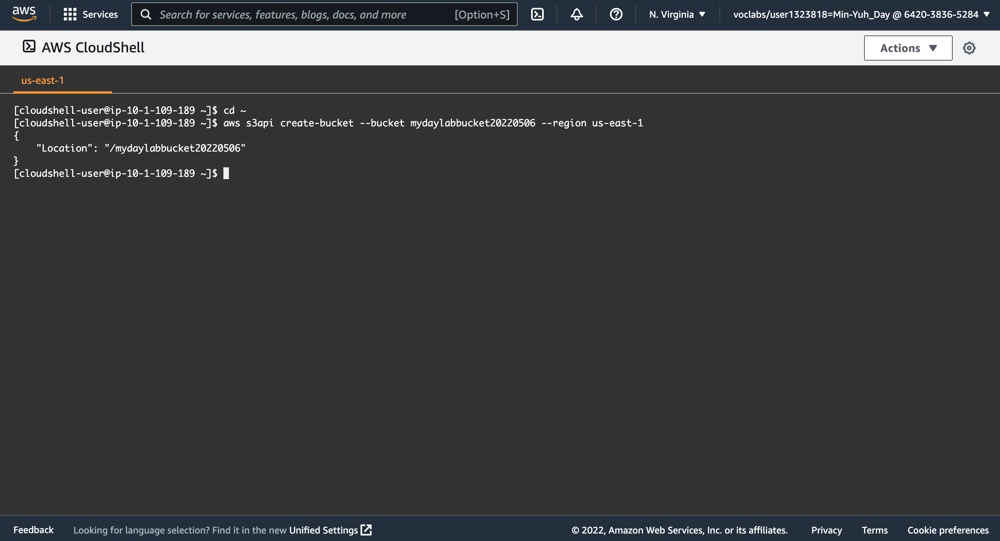 aws Services Search for services, features, blogs, docs, and more [Option+S] N. Virginia voclabs/user1323818=Min-Yuh_Day @ 6420-3836-5284
AWS CloudShell Actions
us-east-1
[cloudshell-user@ip-10-1-109-189 ~]$ cd ~
[cloudshell-user@ip-10-1-109-189 ~]$ aws s3api create-bucket --bucket mydaylabbucket20220506 --region us-east-1
{
    "Location": "/mydaylabbucket20220506"
}
[cloudshell-user@ip-10-1-109-189 ~]$
Feedback Looking for language selection? Find it in the new Unified Settings © 2022, Amazon Web Services, Inc. or its affiliates. Privacy Terms Cookie preferences